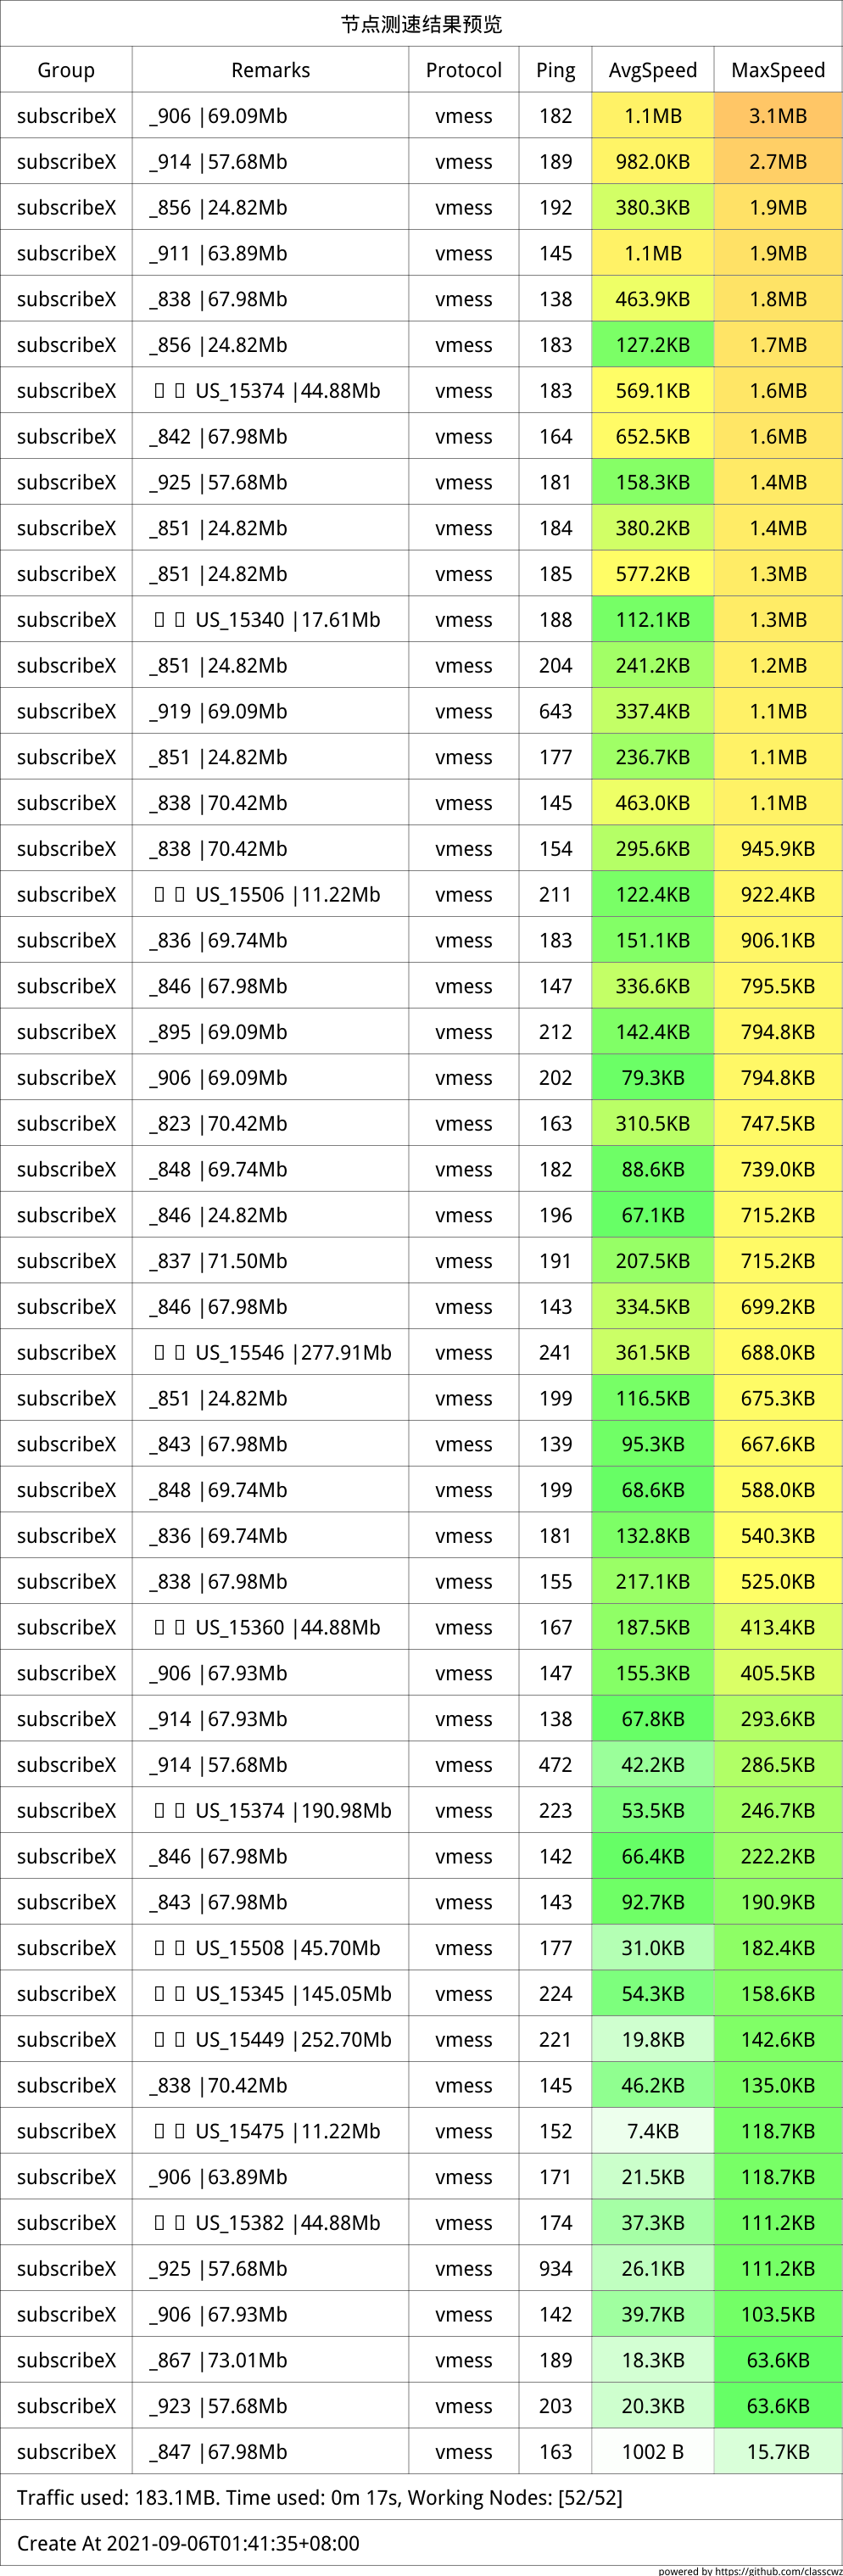 节点测速结果预览
Group Remarks Protocol Ping AvgSpeed MaxSpeed
subscribeX _906 |69.09Mb vmess 182 1.1MB 3.1MB
subscribeX _914 |57.68Mb vmess 189 982.0KB 2.7MB
subscribeX _856 |24.82Mb vmess 192 380.3KB 1.9MB
subscribeX _911 |63.89Mb vmess 145 1.1MB 1.9MB
subscribeX _838 |67.98Mb vmess 138 463.9KB 1.8MB
subscribeX _856 |24.82Mb vmess 183 127.2KB 1.7MB
subscribeX US_15374 |44.88Mb vmess 183 569.1KB 1.6MB
subscribeX _842 |67.98Mb vmess 164 652.5KB 1.6MB
subscribeX _925 |57.68Mb vmess 181 158.3KB 1.4MB
subscribeX _851 |24.82Mb vmess 184 380.2KB 1.4MB
subscribeX _851 |24.82Mb vmess 185 577.2KB 1.3MB
subscribeX US_15340 |17.61Mb vmess 188 112.1KB 1.3MB
subscribeX _851 |24.82Mb vmess 204 241.2KB 1.2MB
subscribeX _919 |69.09Mb vmess 643 337.4KB 1.1MB
subscribeX _851 |24.82Mb vmess 177 236.7KB 1.1MB
subscribeX _838 |70.42Mb vmess 145 463.0KB 1.1MB
subscribeX _838 |70.42Mb vmess 154 295.6KB 945.9KB
subscribeX US_15506 |11.22Mb vmess 211 122.4KB 922.4KB
subscribeX _836 |69.74Mb vmess 183 151.1KB 906.1KB
subscribeX _846 |67.98Mb vmess 147 336.6KB 795.5KB
subscribeX _895 |69.09Mb vmess 212 142.4KB 794.8KB
subscribeX _906 |69.09Mb vmess 202 79.3KB 794.8KB
subscribeX _823 |70.42Mb vmess 163 310.5KB 747.5KB
subscribeX _848 |69.74Mb vmess 182 88.6KB 739.0KB
subscribeX _846 |24.82Mb vmess 196 67.1KB 715.2KB
subscribeX _837 |71.50Mb vmess 191 207.5KB 715.2KB
subscribeX _846 |67.98Mb vmess 143 334.5KB 699.2KB
subscribeX US_15546 |277.91Mb vmess 241 361.5KB 688.0KB
subscribeX _851 |24.82Mb vmess 199 116.5KB 675.3KB
subscribeX _843 |67.98Mb vmess 139 95.3KB 667.6KB
subscribeX _848 |69.74Mb vmess 199 68.6KB 588.0KB
subscribeX _836 |69.74Mb vmess 181 132.8KB 540.3KB
subscribeX _838 |67.98Mb vmess 155 217.1KB 525.0KB
subscribeX US_15360 |44.88Mb vmess 167 187.5KB 413.4KB
subscribeX _906 |67.93Mb vmess 147 155.3KB 405.5KB
subscribeX _914 |67.93Mb vmess 138 67.8KB 293.6KB
subscribeX _914 |57.68Mb vmess 472 42.2KB 286.5KB
subscribeX US_15374 |190.98Mb vmess 223 53.5KB 246.7KB
subscribeX _846 |67.98Mb vmess 142 66.4KB 222.2KB
subscribeX _843 |67.98Mb vmess 143 92.7KB 190.9KB
subscribeX US_15508 |45.70Mb vmess 177 31.0KB 182.4KB
subscribeX US_15345 |145.05Mb vmess 224 54.3KB 158.6KB
subscribeX US_15449 |252.70Mb vmess 221 19.8KB 142.6KB
subscribeX _838 |70.42Mb vmess 145 46.2KB 135.0KB
subscribeX US_15475 |11.22Mb vmess 152 7.4KB 118.7KB
subscribeX _906 |63.89Mb vmess 171 21.5KB 118.7KB
subscribeX US_15382 |44.88Mb vmess 174 37.3KB 111.2KB
subscribeX _925 |57.68Mb vmess 934 26.1KB 111.2KB
subscribeX _906 |67.93Mb vmess 142 39.7KB 103.5KB
subscribeX _867 |73.01Mb vmess 189 18.3KB 63.6KB
subscribeX _923 |57.68Mb vmess 203 20.3KB 63.6KB
subscribeX _847 |67.98Mb vmess 163 1002 B 15.7KB
Traffic used: 183.1MB. Time used: 0m 17s, Working Nodes: [52/52]
Create At 2021-09-06T01:41:35+08:00
powered by https://github.com/classcwz